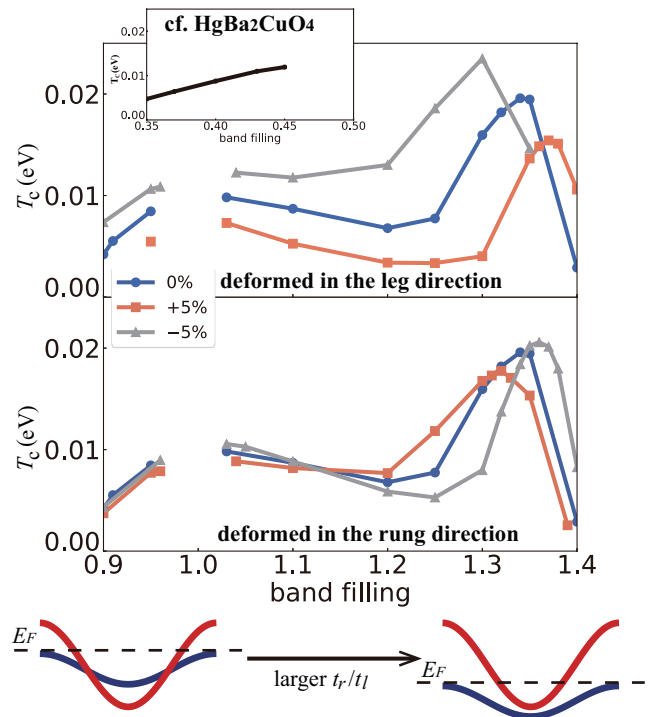 cf. HgBa2CuO4
Tc(eV)
0.01
0.00
0.35
0.40
0.45
0.50
band filling
0.02
0.01
0.00
Tc (eV)
0%
+5%
−5%
deformed in the leg direction
0.02
0.01
0.00
Tc (eV)
deformed in the rung direction
0.9
1.0
1.1
1.2
1.3
1.4
band filling
EF
larger tr/tl
EF